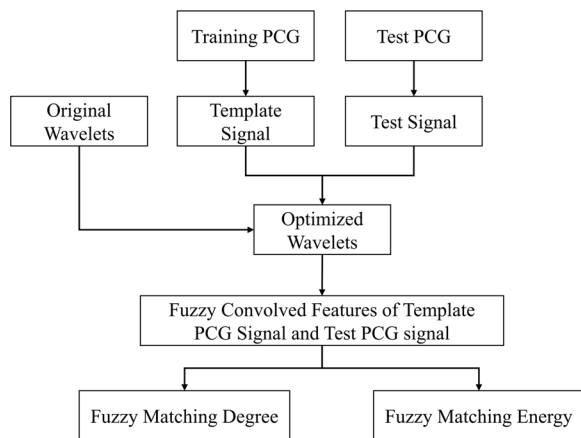 Training PCG
Test PCG
Original
Wavelets
Template
Signal
Test Signal
Optimized
Wavelets
Fuzzy Convolved Features of Template
PCG Signal and Test PCG signal
Fuzzy Matching Degree
Fuzzy Matching Energy